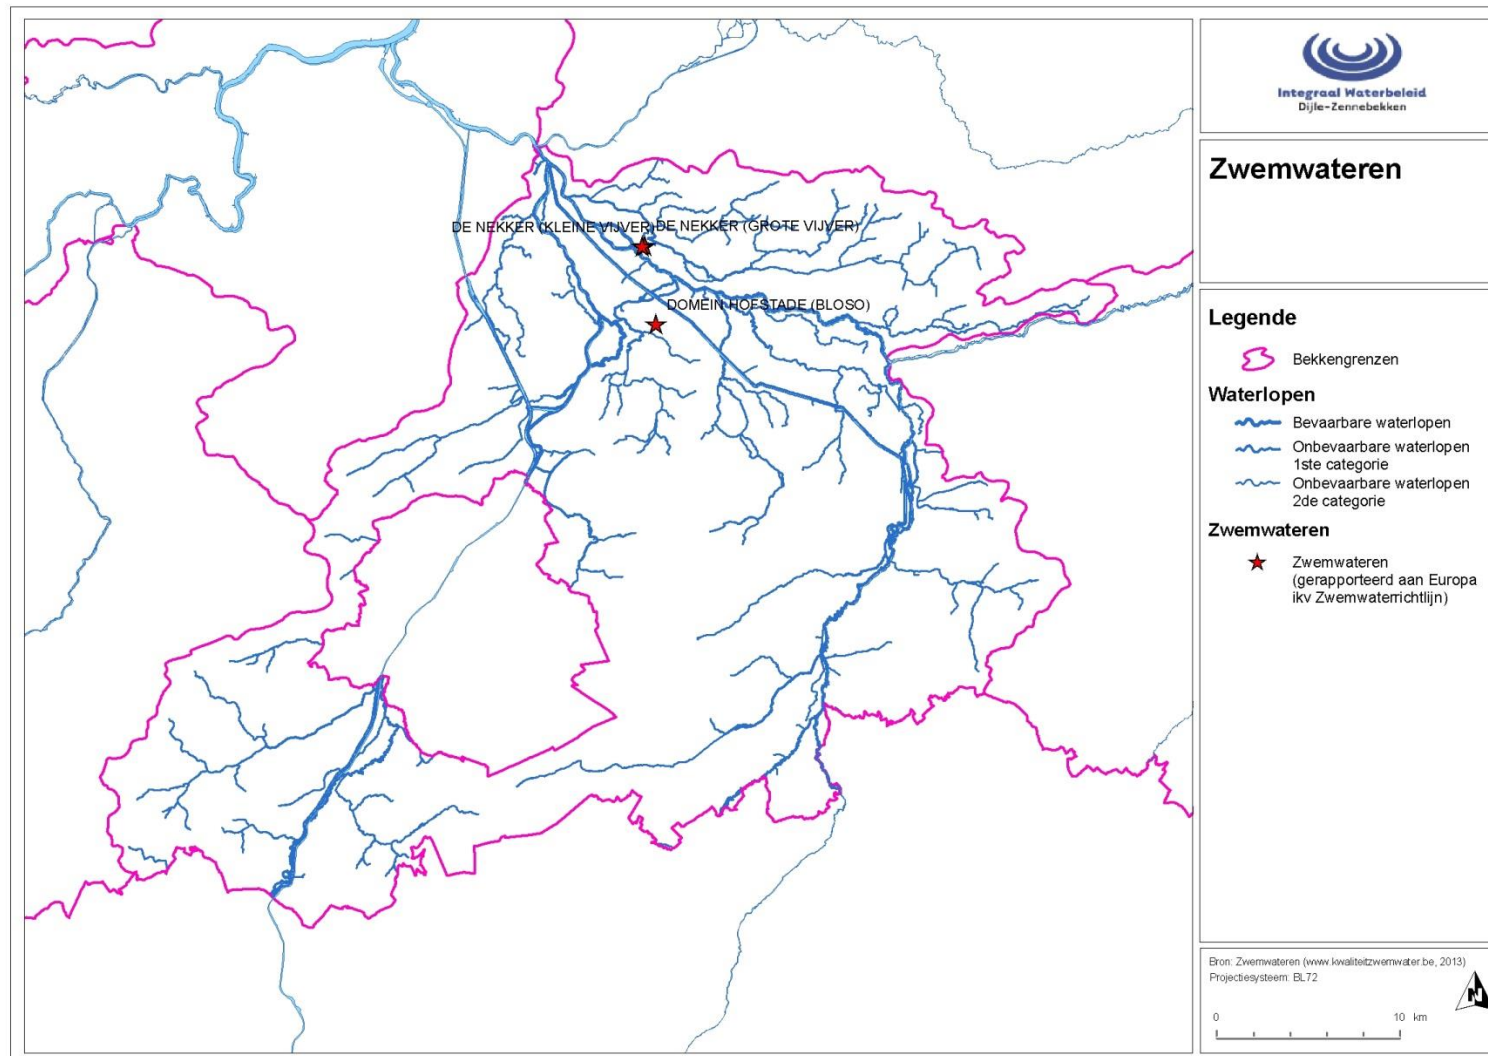 DE NEKKER (KLEINE VIJVER)
DE NEKKER (GROTE VIJVER)
DOMEIN HOFSTADE (BLOSO)
Integraal Waterbeleid
Dijle-Zennebekken
Zwemwateren
Legende
Bekkengrenzen
Waterlopen
Bevaarbare waterlopen
Onbevaarbare waterlopen
1ste categorie
Onbevaarbare waterlopen
2de categorie
Zwemwateren
Zwemwateren
(gerapporteerd aan Europa
ikv Zwemwaterrichtlijn)
Bron: Zwemwateren (www.kwaliteitzwemwater.be, 2013)
Projectiesysteem: BL72
N
0 10 km